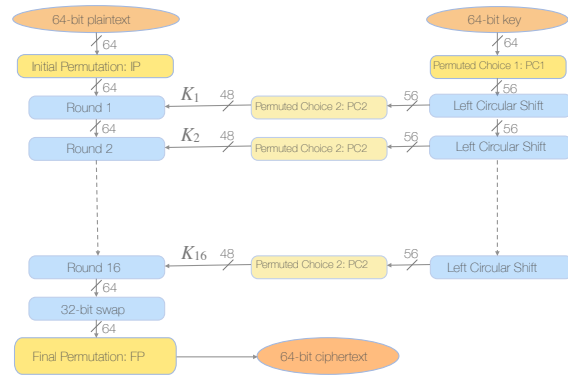 64-bit plaintext
64-bit key
64
64
Initial Permutation: IP
Permuted Choice 1: PC1
64
56
Round 1
K1
48
Permuted Choice 2: PC2
56
Left Circular Shift
64
56
Round 2
K2
48
Permuted Choice 2: PC2
56
Left Circular Shift
Round 16
K16
48
Permuted Choice 2: PC2
56
Left Circular Shift
64
32-bit swap
64
Final Permutation: FP
64-bit ciphertext